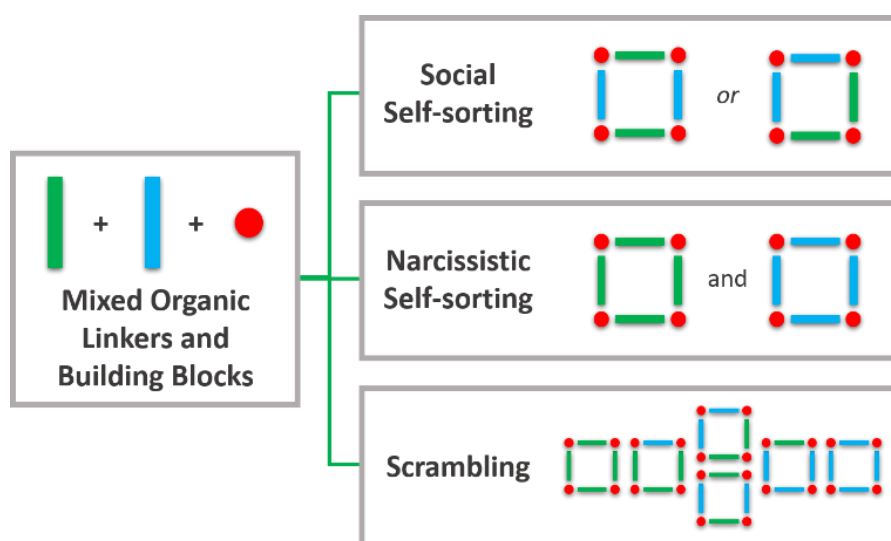 + +
Mixed Organic
Linkers and
Building Blocks
Social
Self-sorting
or
Narcissistic
Self-sorting
and
Scrambling